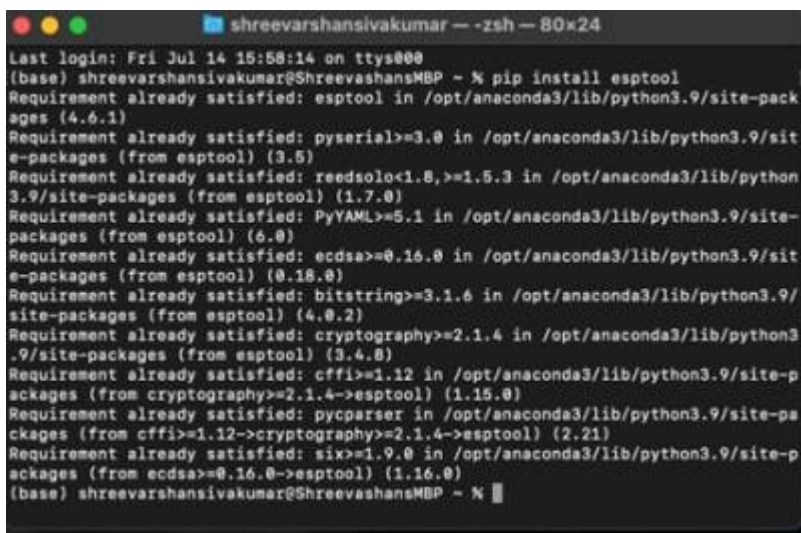 shreevarshansivakumar — -zsh — 80×24
Last login: Fri Jul 14 15:58:14 on ttys000
(base) shreevarshansivakumar@ShreevashansMBP ~ % pip install esptool
Requirement already satisfied: esptool in /opt/anaconda3/lib/python3.9/site-pack
ages (4.6.1)
Requirement already satisfied: pyserial>=3.0 in /opt/anaconda3/lib/python3.9/sit
e-packages (from esptool) (3.5)
Requirement already satisfied: reedsolo<1.8,>=1.5.3 in /opt/anaconda3/lib/python
3.9/site-packages (from esptool) (1.7.0)
Requirement already satisfied: PyYAML>=5.1 in /opt/anaconda3/lib/python3.9/site-
packages (from esptool) (6.0)
Requirement already satisfied: ecdsa>=0.16.0 in /opt/anaconda3/lib/python3.9/sit
e-packages (from esptool) (0.18.0)
Requirement already satisfied: bitstring>=3.1.6 in /opt/anaconda3/lib/python3.9/
site-packages (from esptool) (4.0.2)
Requirement already satisfied: cryptography>=2.1.4 in /opt/anaconda3/lib/python3
.9/site-packages (from esptool) (3.4.8)
Requirement already satisfied: cffi>=1.12 in /opt/anaconda3/lib/python3.9/site-p
ackages (from cryptography>=2.1.4->esptool) (1.15.0)
Requirement already satisfied: pycparser in /opt/anaconda3/lib/python3.9/site-pa
ckages (from cffi>=1.12->cryptography>=2.1.4->esptool) (2.21)
Requirement already satisfied: six>=1.9.0 in /opt/anaconda3/lib/python3.9/site-p
ackages (from ecdsa>=0.16.0->esptool) (1.16.0)
(base) shreevarshansivakumar@ShreevashansMBP ~ %